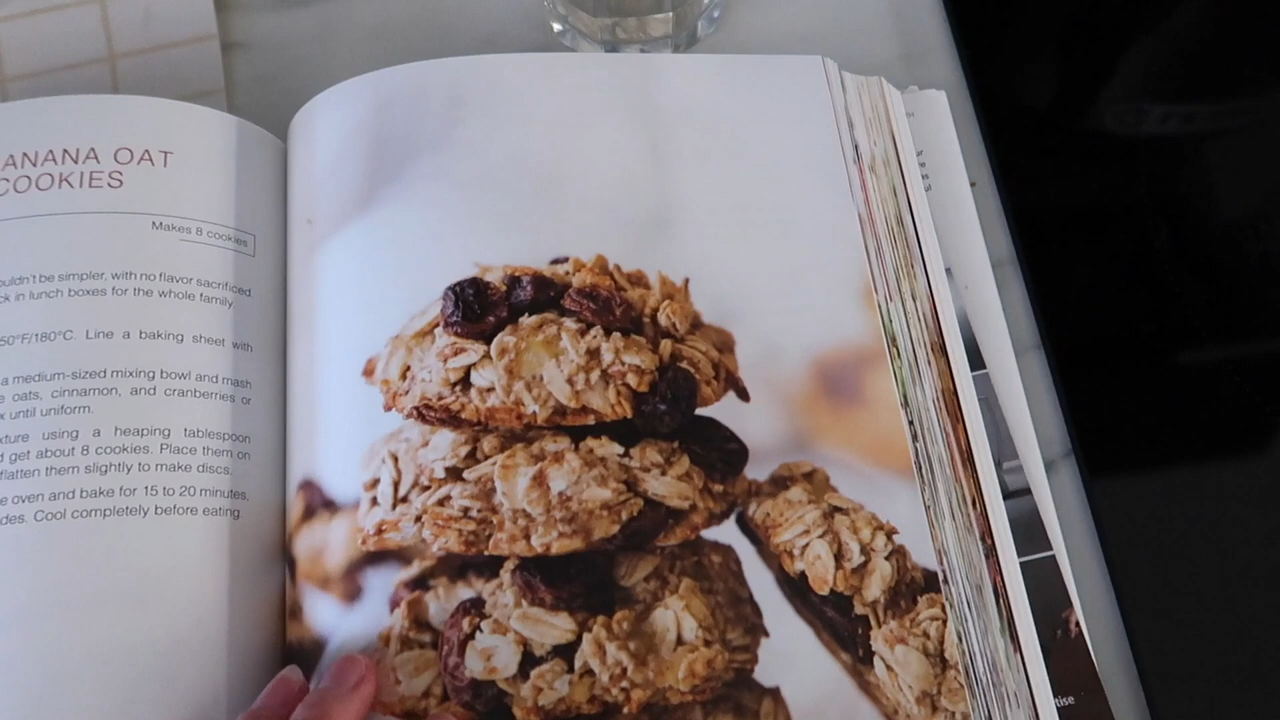 ANANA OAT
COOKIES
Makes 8 cookies
ouldn't be simpler, with no flavor sacrificed
ck in lunch boxes for the whole family
50°F/180°C. Line a baking sheet with
a medium-sized mixing bowl and mash
e oats, cinnamon, and cranberries or
x until uniform.
xture using a heaping tablespoon
d get about 8 cookies. Place them on
flatten them slightly to make discs.
e oven and bake for 15 to 20 minutes,
des. Cool completely before eating
ur
tise